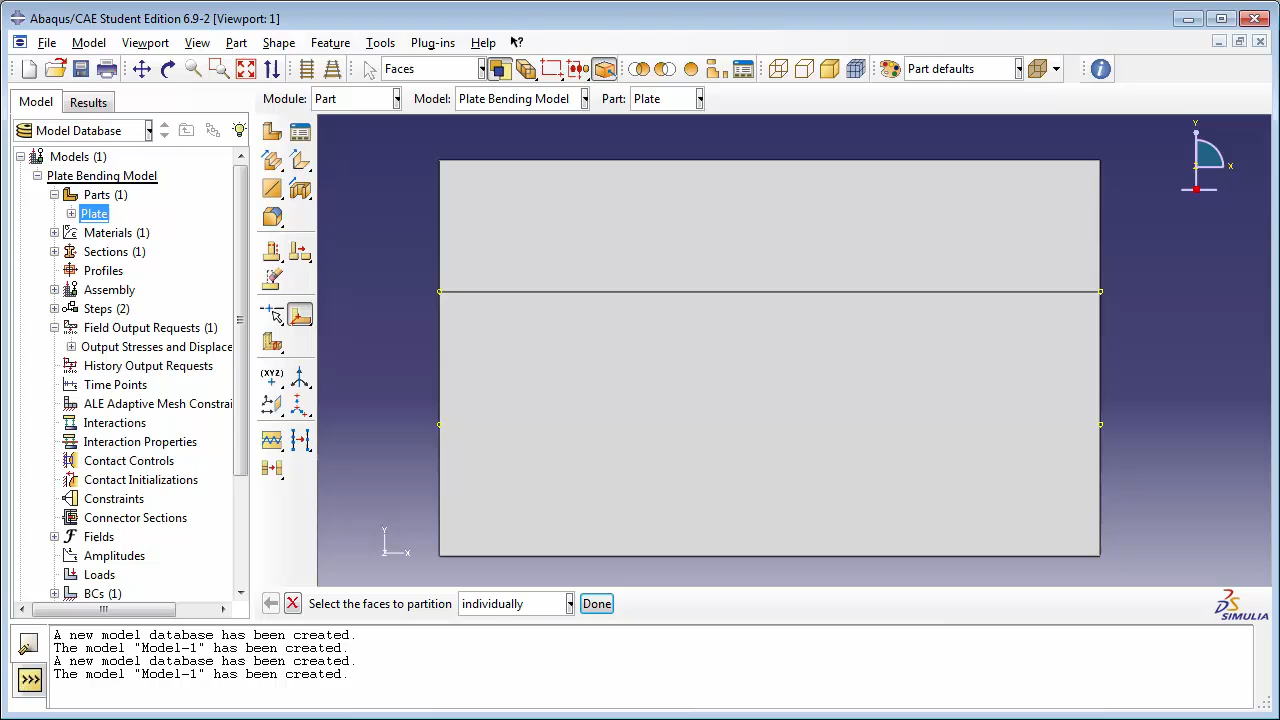 Abaqus/CAE Student Edition 6.9-2 [Viewport: 1]
File Model Viewport View Part Shape Feature Tools Plug-ins Help
Faces Part defaults
Model Results
Module: Part Model: Plate Bending Model Part: Plate
Model Database
Models (1)
Plate Bending Model
Parts (1)
Plate
Materials (1)
Sections (1)
Profiles
Assembly
Steps (2)
Field Output Requests (1)
Output Stresses and Displace
History Output Requests
Time Points
ALE Adaptive Mesh Constrai
Interactions
Interaction Properties
Contact Controls
Contact Initializations
Constraints
Connector Sections
Fields
Amplitudes
Loads
BCs (1)
(XYZ)
Y
X
Z
Y
X
Z
Select the faces to partition individually Done
SIMULIA
A new model database has been created.
The model "Model-1" has been created.
A new model database has been created.
The model "Model-1" has been created.
>>>